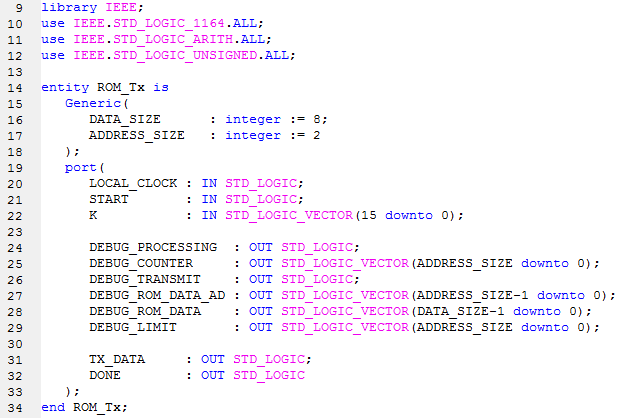 9 library IEEE;
10 use IEEE.STD_LOGIC_1164.ALL;
11 use IEEE.STD_LOGIC_ARITH.ALL;
12 use IEEE.STD_LOGIC_UNSIGNED.ALL;
13
14 entity ROM_Tx is
15    Generic(
16       DATA_SIZE      : integer := 8;
17       ADDRESS_SIZE   : integer := 2
18    );
19    port(
20       LOCAL_CLOCK : IN STD_LOGIC;
21       START       : IN STD_LOGIC;
22       K           : IN STD_LOGIC_VECTOR(15 downto 0);
23
24       DEBUG_PROCESSING  : OUT STD_LOGIC;
25       DEBUG_COUNTER     : OUT STD_LOGIC_VECTOR(ADDRESS_SIZE downto 0);
26       DEBUG_TRANSMIT    : OUT STD_LOGIC;
27       DEBUG_ROM_DATA_AD : OUT STD_LOGIC_VECTOR(ADDRESS_SIZE-1 downto 0);
28       DEBUG_ROM_DATA    : OUT STD_LOGIC_VECTOR(DATA_SIZE-1 downto 0);
29       DEBUG_LIMIT       : OUT STD_LOGIC_VECTOR(ADDRESS_SIZE downto 0);
30
31       TX_DATA     : OUT STD_LOGIC;
32       DONE        : OUT STD_LOGIC
33    );
34 end ROM_Tx;